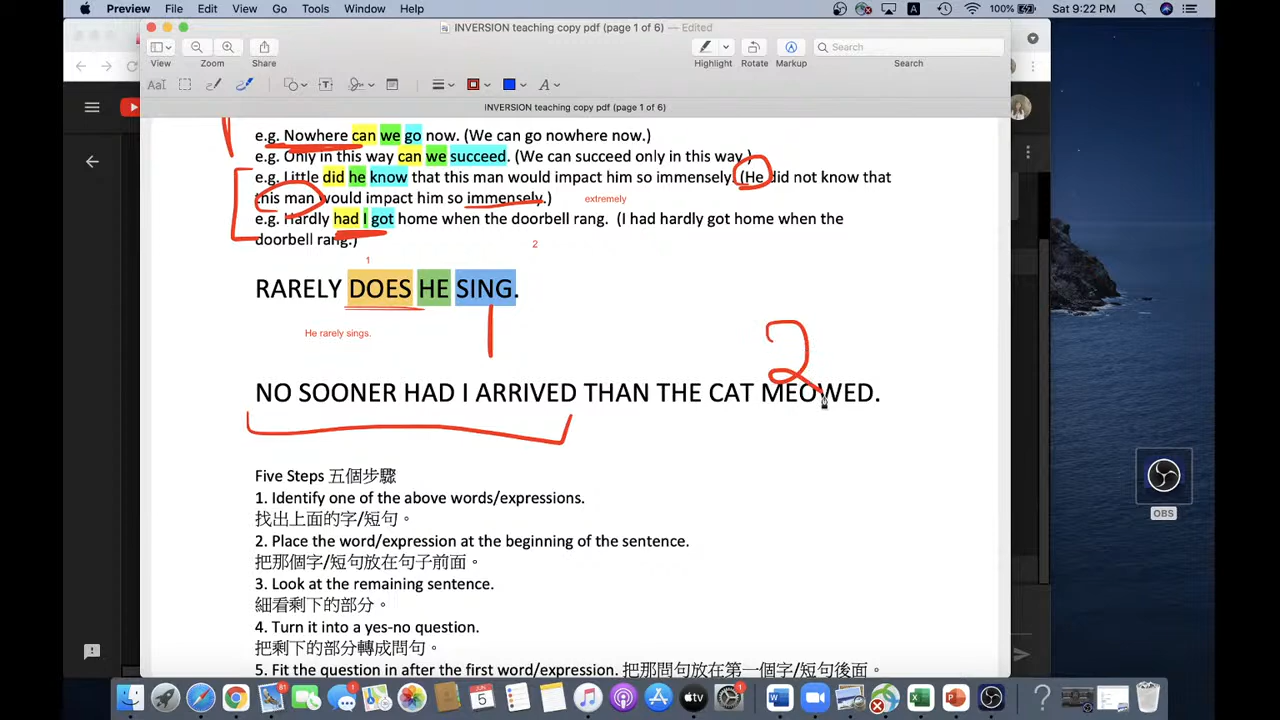 Preview File Edit View Go Tools Window Help 100% Sat 9:22 PM
INVERSION teaching copy pdf (page 1 of 6) — Edited
Search
View Zoom Share Highlight Rotate Markup Search
INVERSION teaching copy pdf (page 1 of 6)
e.g. Nowhere can we go now. (We can go nowhere now.)
e.g. Only in this way can we succeed. (We can succeed only in this way.)
e.g. Little did he know that this man would impact him so immensely. (He did not know that
this man would impact him so immensely.)
extremely
e.g. Hardly had I got home when the doorbell rang. (I had hardly got home when the
doorbell rang.)
2
1
RARELY DOES HE SING.
He rarely sings.
2
NO SOONER HAD I ARRIVED THAN THE CAT MEOWED.
Five Steps 五個步驟
1. Identify one of the above words/expressions.
找出上面的字/短句。
2. Place the word/expression at the beginning of the sentence.
把那個字/短句放在句子前面。
3. Look at the remaining sentence.
細看剩下的部分。
4. Turn it into a yes-no question.
把剩下的部分轉成問句。
5. Fit the question in after the first word/expression. 把那問句放在第一個字/短句後面。
OBS